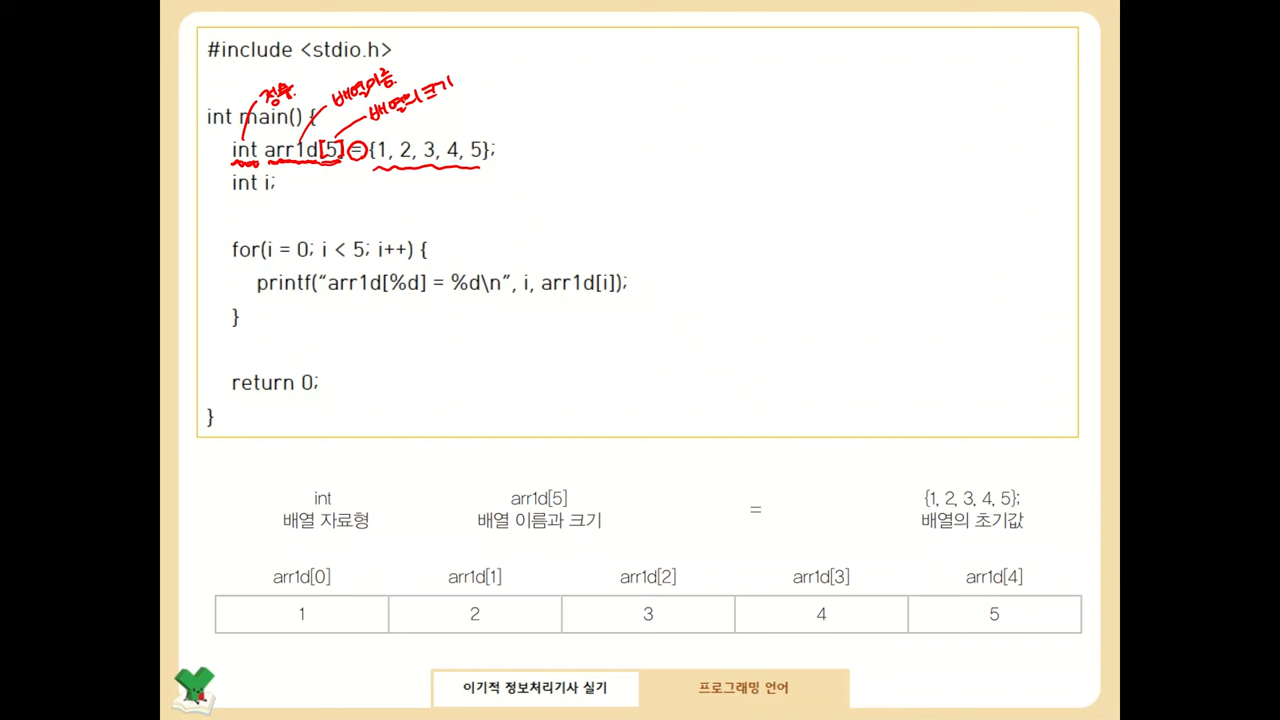 #include <stdio.h>
정수.
배열이름.
배열의 크기
int main() {
int arr1d[5] = {1, 2, 3, 4, 5};
int i;
for(i = 0; i < 5; i++) {
printf(“arr1d[%d] = %d\n”, i, arr1d[i]);
}
return 0;
}
int arr1d[5] = {1, 2, 3, 4, 5};
배열 자료형 배열 이름과 크기 배열의 초기값
arr1d[0] arr1d[1] arr1d[2] arr1d[3] arr1d[4]
1 2 3 4 5
이기적 정보처리기사 실기 프로그래밍 언어